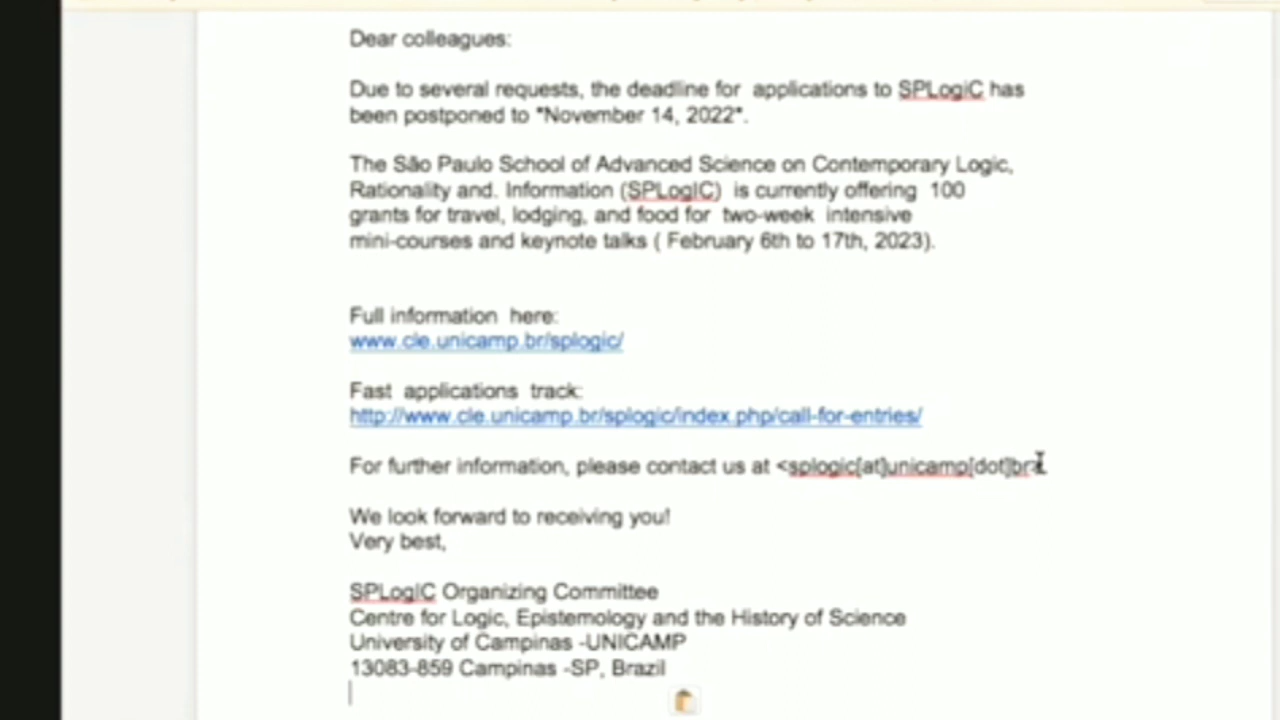 Dear colleagues:
Due to several requests, the deadline for applications to SPLogIC has
been postponed to "November 14, 2022".
The São Paulo School of Advanced Science on Contemporary Logic,
Rationality and. Information (SPLogIC) is currently offering 100
grants for travel, lodging, and food for two-week intensive
mini-courses and keynote talks ( February 6th to 17th, 2023).
Full information here:
www.cle.unicamp.br/splogic/
Fast applications track:
http://www.cle.unicamp.br/splogic/index.php/call-for-entries/
For further information, please contact us at <splogic[at]unicamp[dot]br>.
We look forward to receiving you!
Very best,
SPLogIC Organizing Committee
Centre for Logic, Epistemology and the History of Science
University of Campinas -UNICAMP
13083-859 Campinas -SP, Brazil